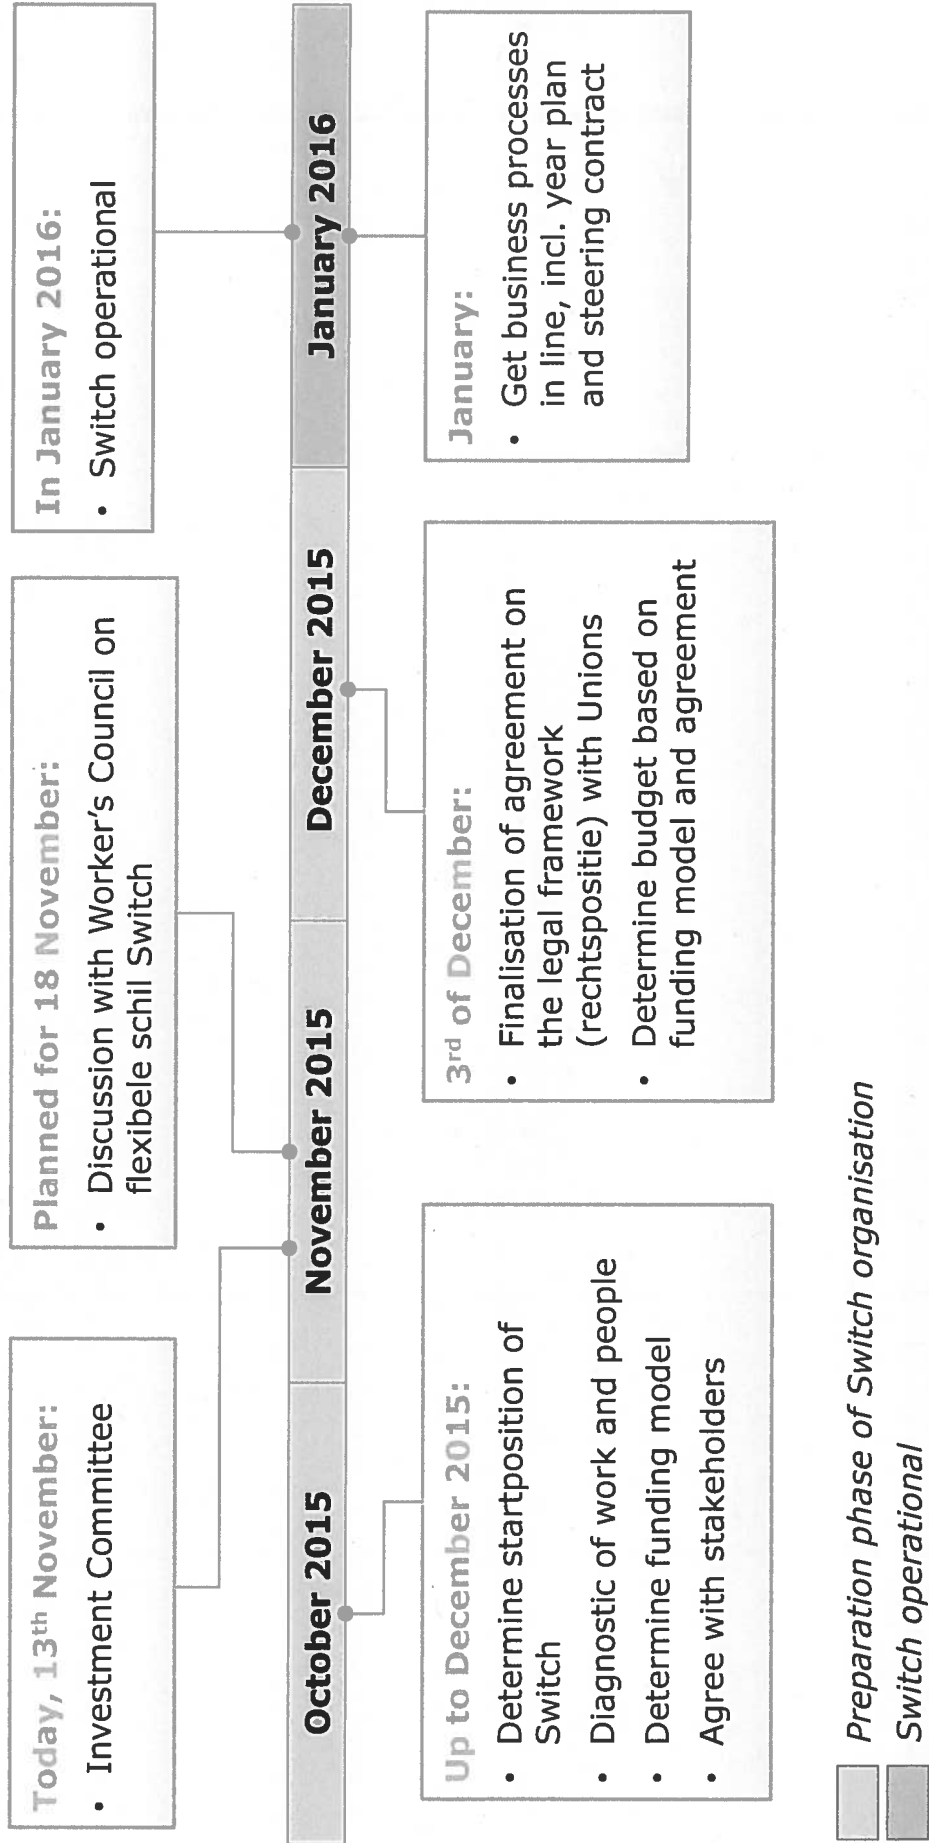 Today, 13th November:
• Investment Committee
Planned for 18 November:
• Discussion with Worker's Council on
flexibele schil Switch
In January 2016:
• Switch operational
October 2015
November 2015
December 2015
January 2016
Up to December 2015:
• Determine startposition of
Switch
• Diagnostic of work and people
• Determine funding model
• Agree with stakeholders
3rd of December:
• Finalisation of agreement on
the legal framework
(rechtspositie) with Unions
• Determine budget based on
funding model and agreement
January:
• Get business processes
in line, incl. year plan
and steering contract
Preparation phase of Switch organisation
Switch operational